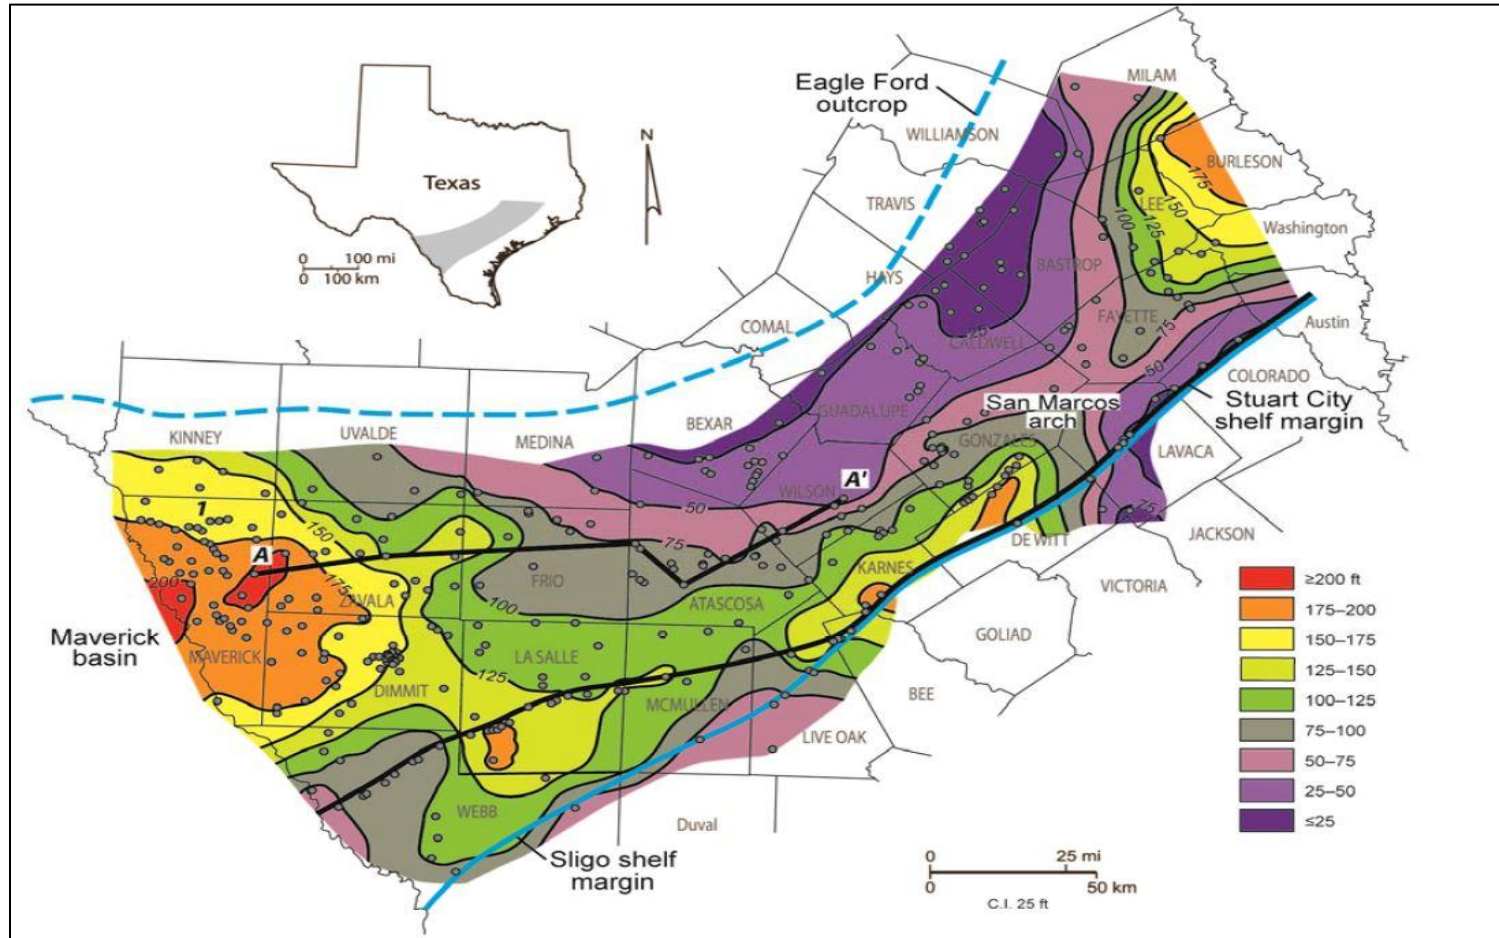 MILAM
Eagle Ford
outcrop
WILLIAMSON
BURLESON
175
Texas
N
TRAVIS
LEE
150
100
125
Washington
0 100 mi
0 100 km
HAYS
BASTROP
FAYETTE
75
Austin
COMAL
25
CALDWELL
50
COLORADO
Stuart City
shelf margin
San Marcos
arch
GUADALUPE
BEXAR
GONZALES
KINNEY
UVALDE
MEDINA
LAVACA
A'
WILSON
50
1
150
75
75
JACKSON
DE WITT
A
175
200
FRIO
KARNES
VICTORIA
ZAVALA
100
ATASCOSA
Maverick
basin
MAVERICK
LA SALLE
GOLIAD
125
DIMMIT
MCMULLEN
BEE
LIVE OAK
WEBB
Duval
Sligo shelf
margin
≥200 ft
175–200
150–175
125–150
100–125
75–100
50–75
25–50
≤25
0 25 mi
0 50 km
C.I. 25 ft